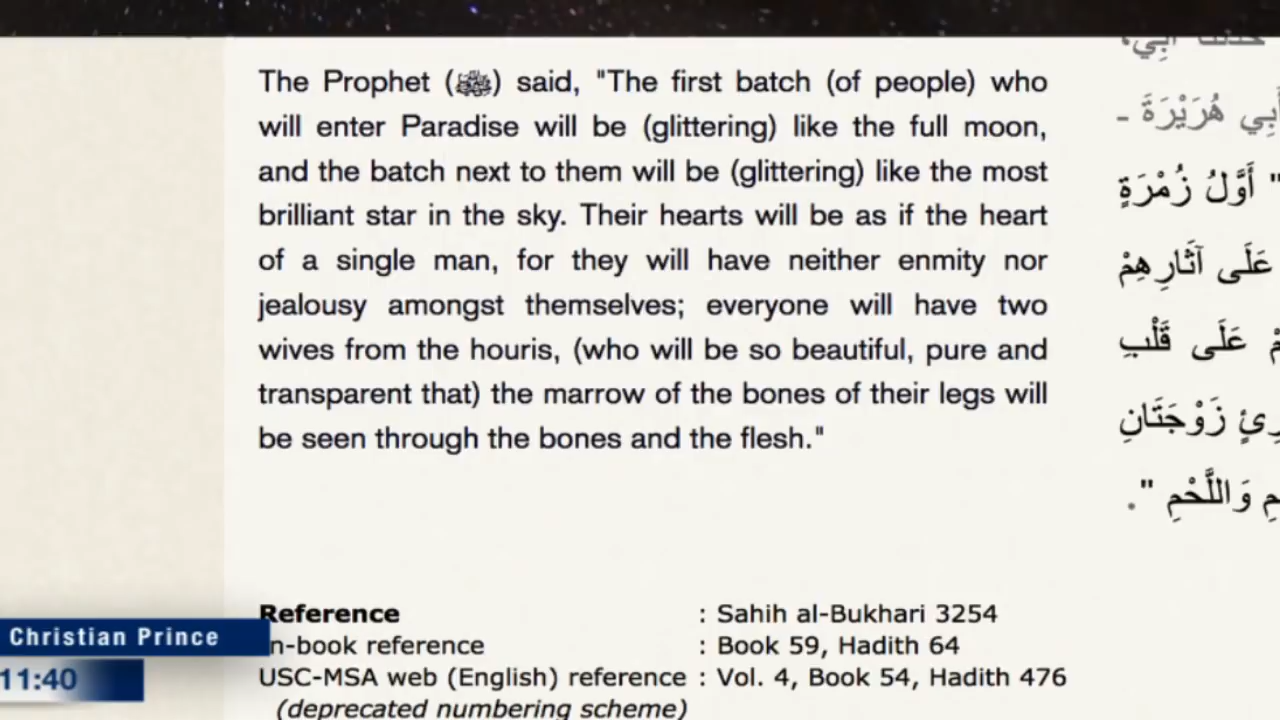 The Prophet (ﷺ) said, "The first batch (of people) who
will enter Paradise will be (glittering) like the full moon,
and the batch next to them will be (glittering) like the most
brilliant star in the sky. Their hearts will be as if the heart
of a single man, for they will have neither enmity nor
jealousy amongst themselves; everyone will have two
wives from the houris, (who will be so beautiful, pure and
transparent that) the marrow of the bones of their legs will
be seen through the bones and the flesh."
أَبِي هُرَيْرَةَ ـ
" أَوَّلُ زُمْرَةٍ
عَلَى آثَارِهِمْ
عَلَى قَلْبِ
زَوْجَتَانِ
وَاللَّحْمِ ".
Reference : Sahih al-Bukhari 3254
n-book reference : Book 59, Hadith 64
USC-MSA web (English) reference : Vol. 4, Book 54, Hadith 476
(deprecated numbering scheme)
Christian Prince
11:40